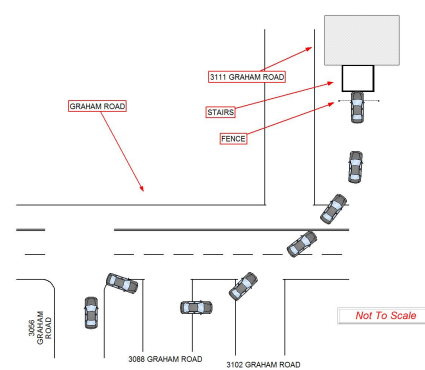 3111 GRAHAM ROAD
GRAHAM ROAD
STAIRS
FENCE
Not To Scale
3056
GRAHAM
ROAD
3088 GRAHAM ROAD
3102 GRAHAM ROAD